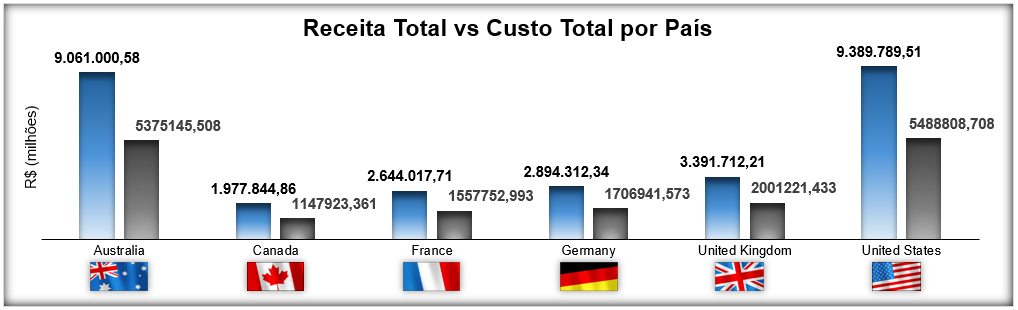 Receita Total vs Custo Total por País
R$ (milhões)
9.061.000,58
5375145,508
1.977.844,86
1147923,361
2.644.017,71
1557752,993
2.894.312,34
1706941,573
3.391.712,21
2001221,433
9.389.789,51
5488808,708
Australia
Canada
France
Germany
United Kingdom
United States